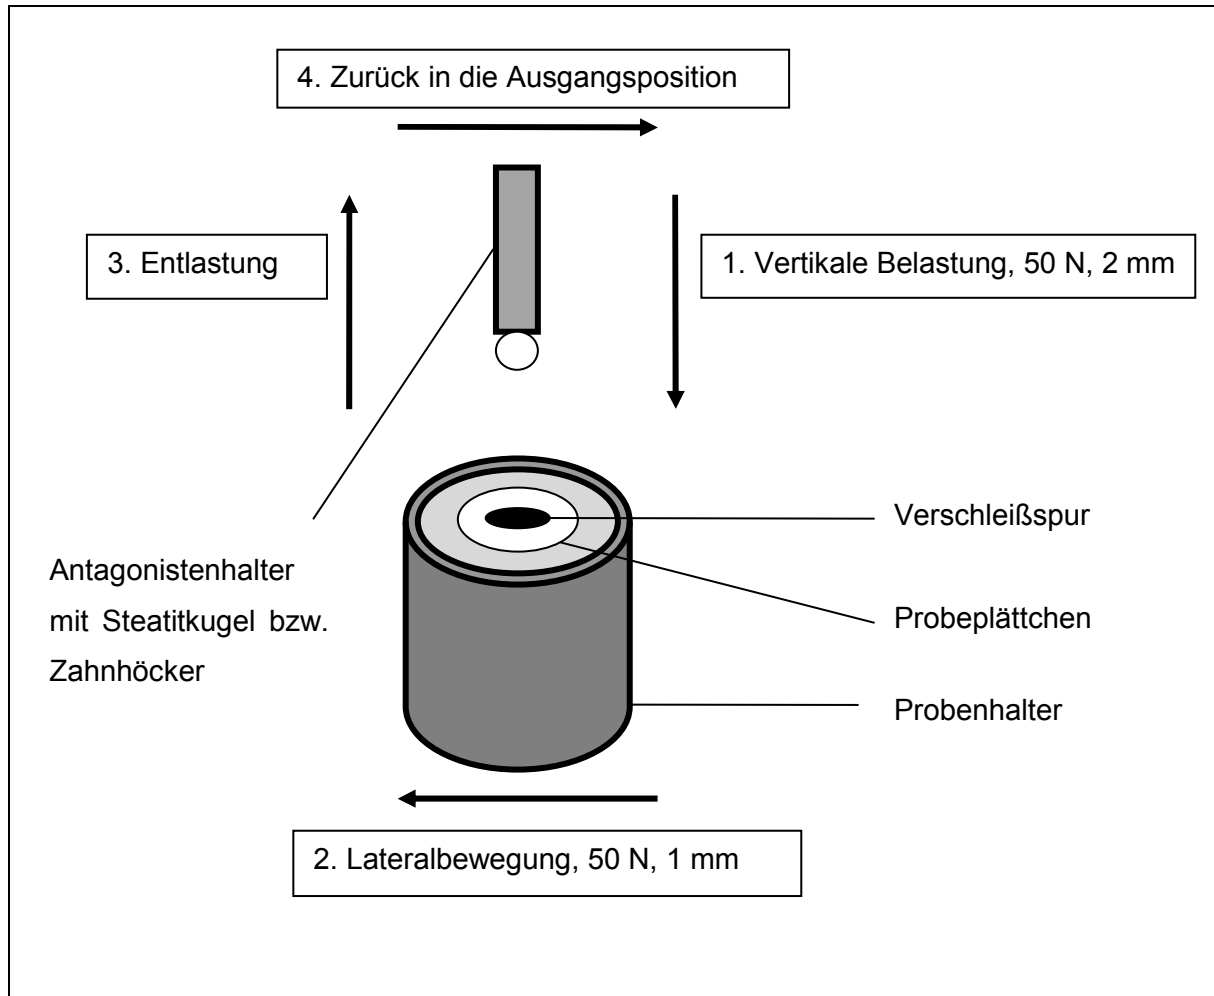 4. Zurück in die Ausgangsposition
3. Entlastung
1. Vertikale Belastung, 50 N, 2 mm
Verschleißspur
Antagonistenhalter
mit Steatitkugel bzw.
Zahnhöcker
Probeplättchen
Probenhalter
2. Lateralbewegung, 50 N, 1 mm